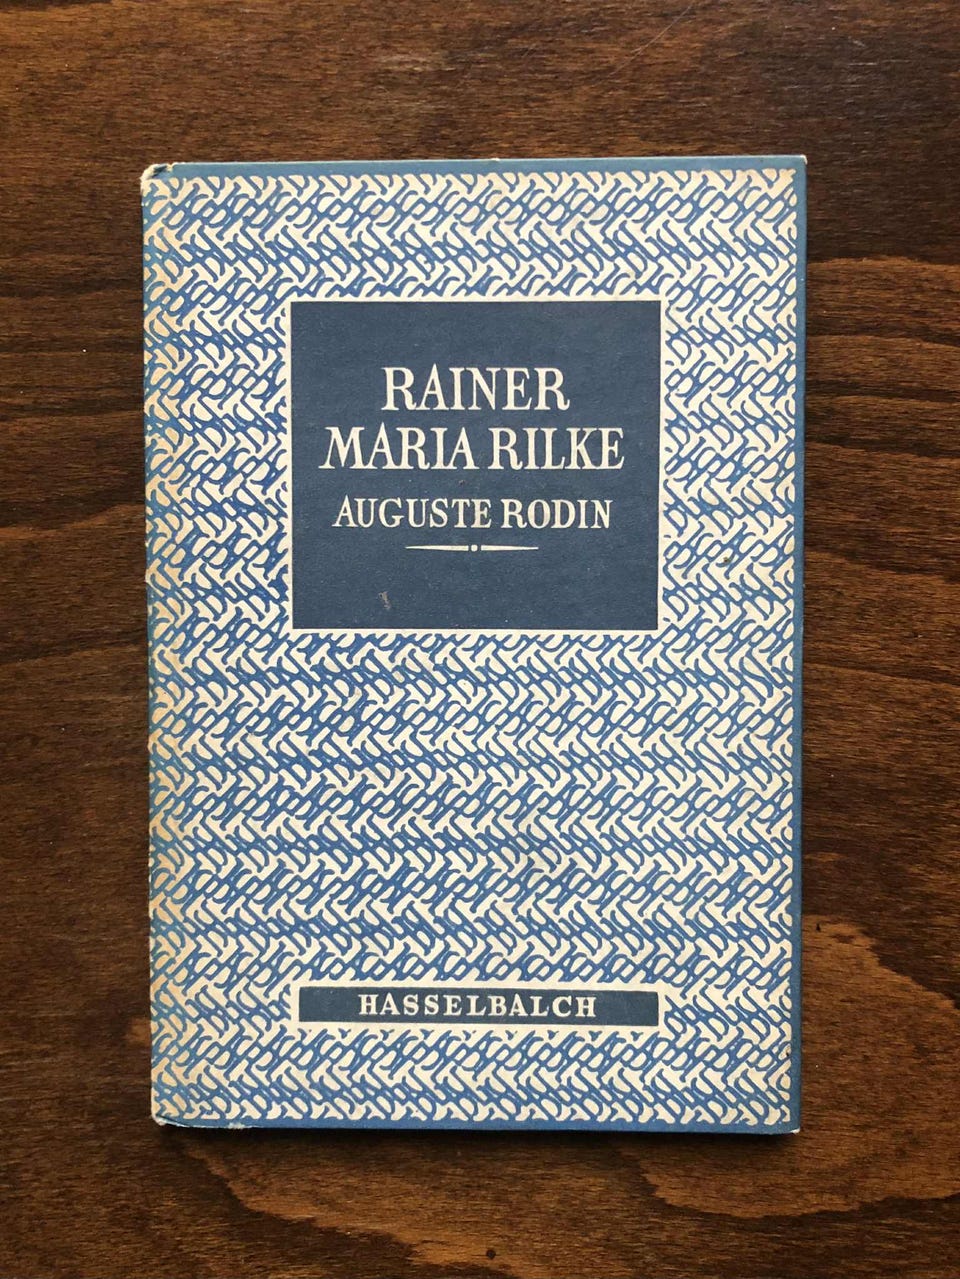 RAINER
MARIA RILKE
AUGUSTE RODIN
HASSELBALCH